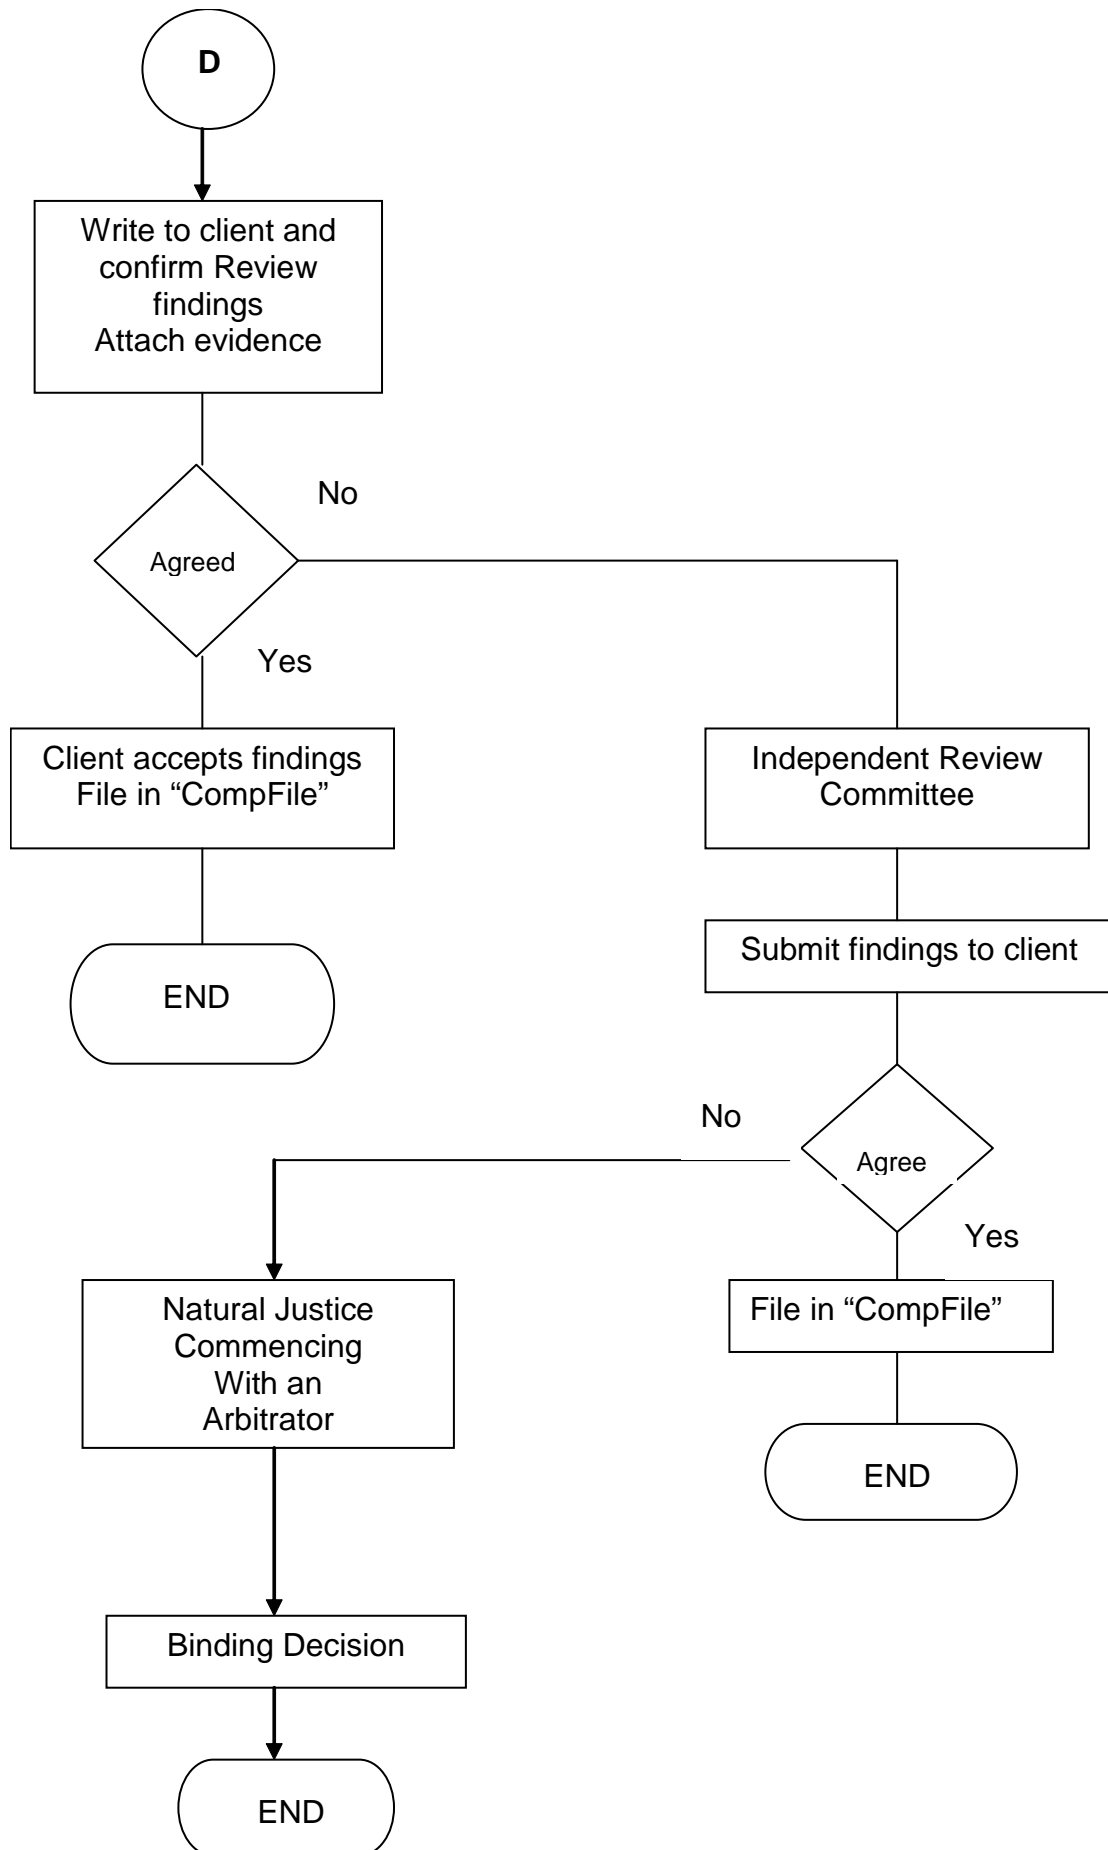 D
Write to client and
confirm Review
findings
Attach evidence
No
Agreed
Yes
Client accepts findings
File in “CompFile”
Independent Review
Committee
Submit findings to client
END
No
Agree
Yes
Natural Justice
Commencing
With an
Arbitrator
File in “CompFile”
END
Binding Decision
END